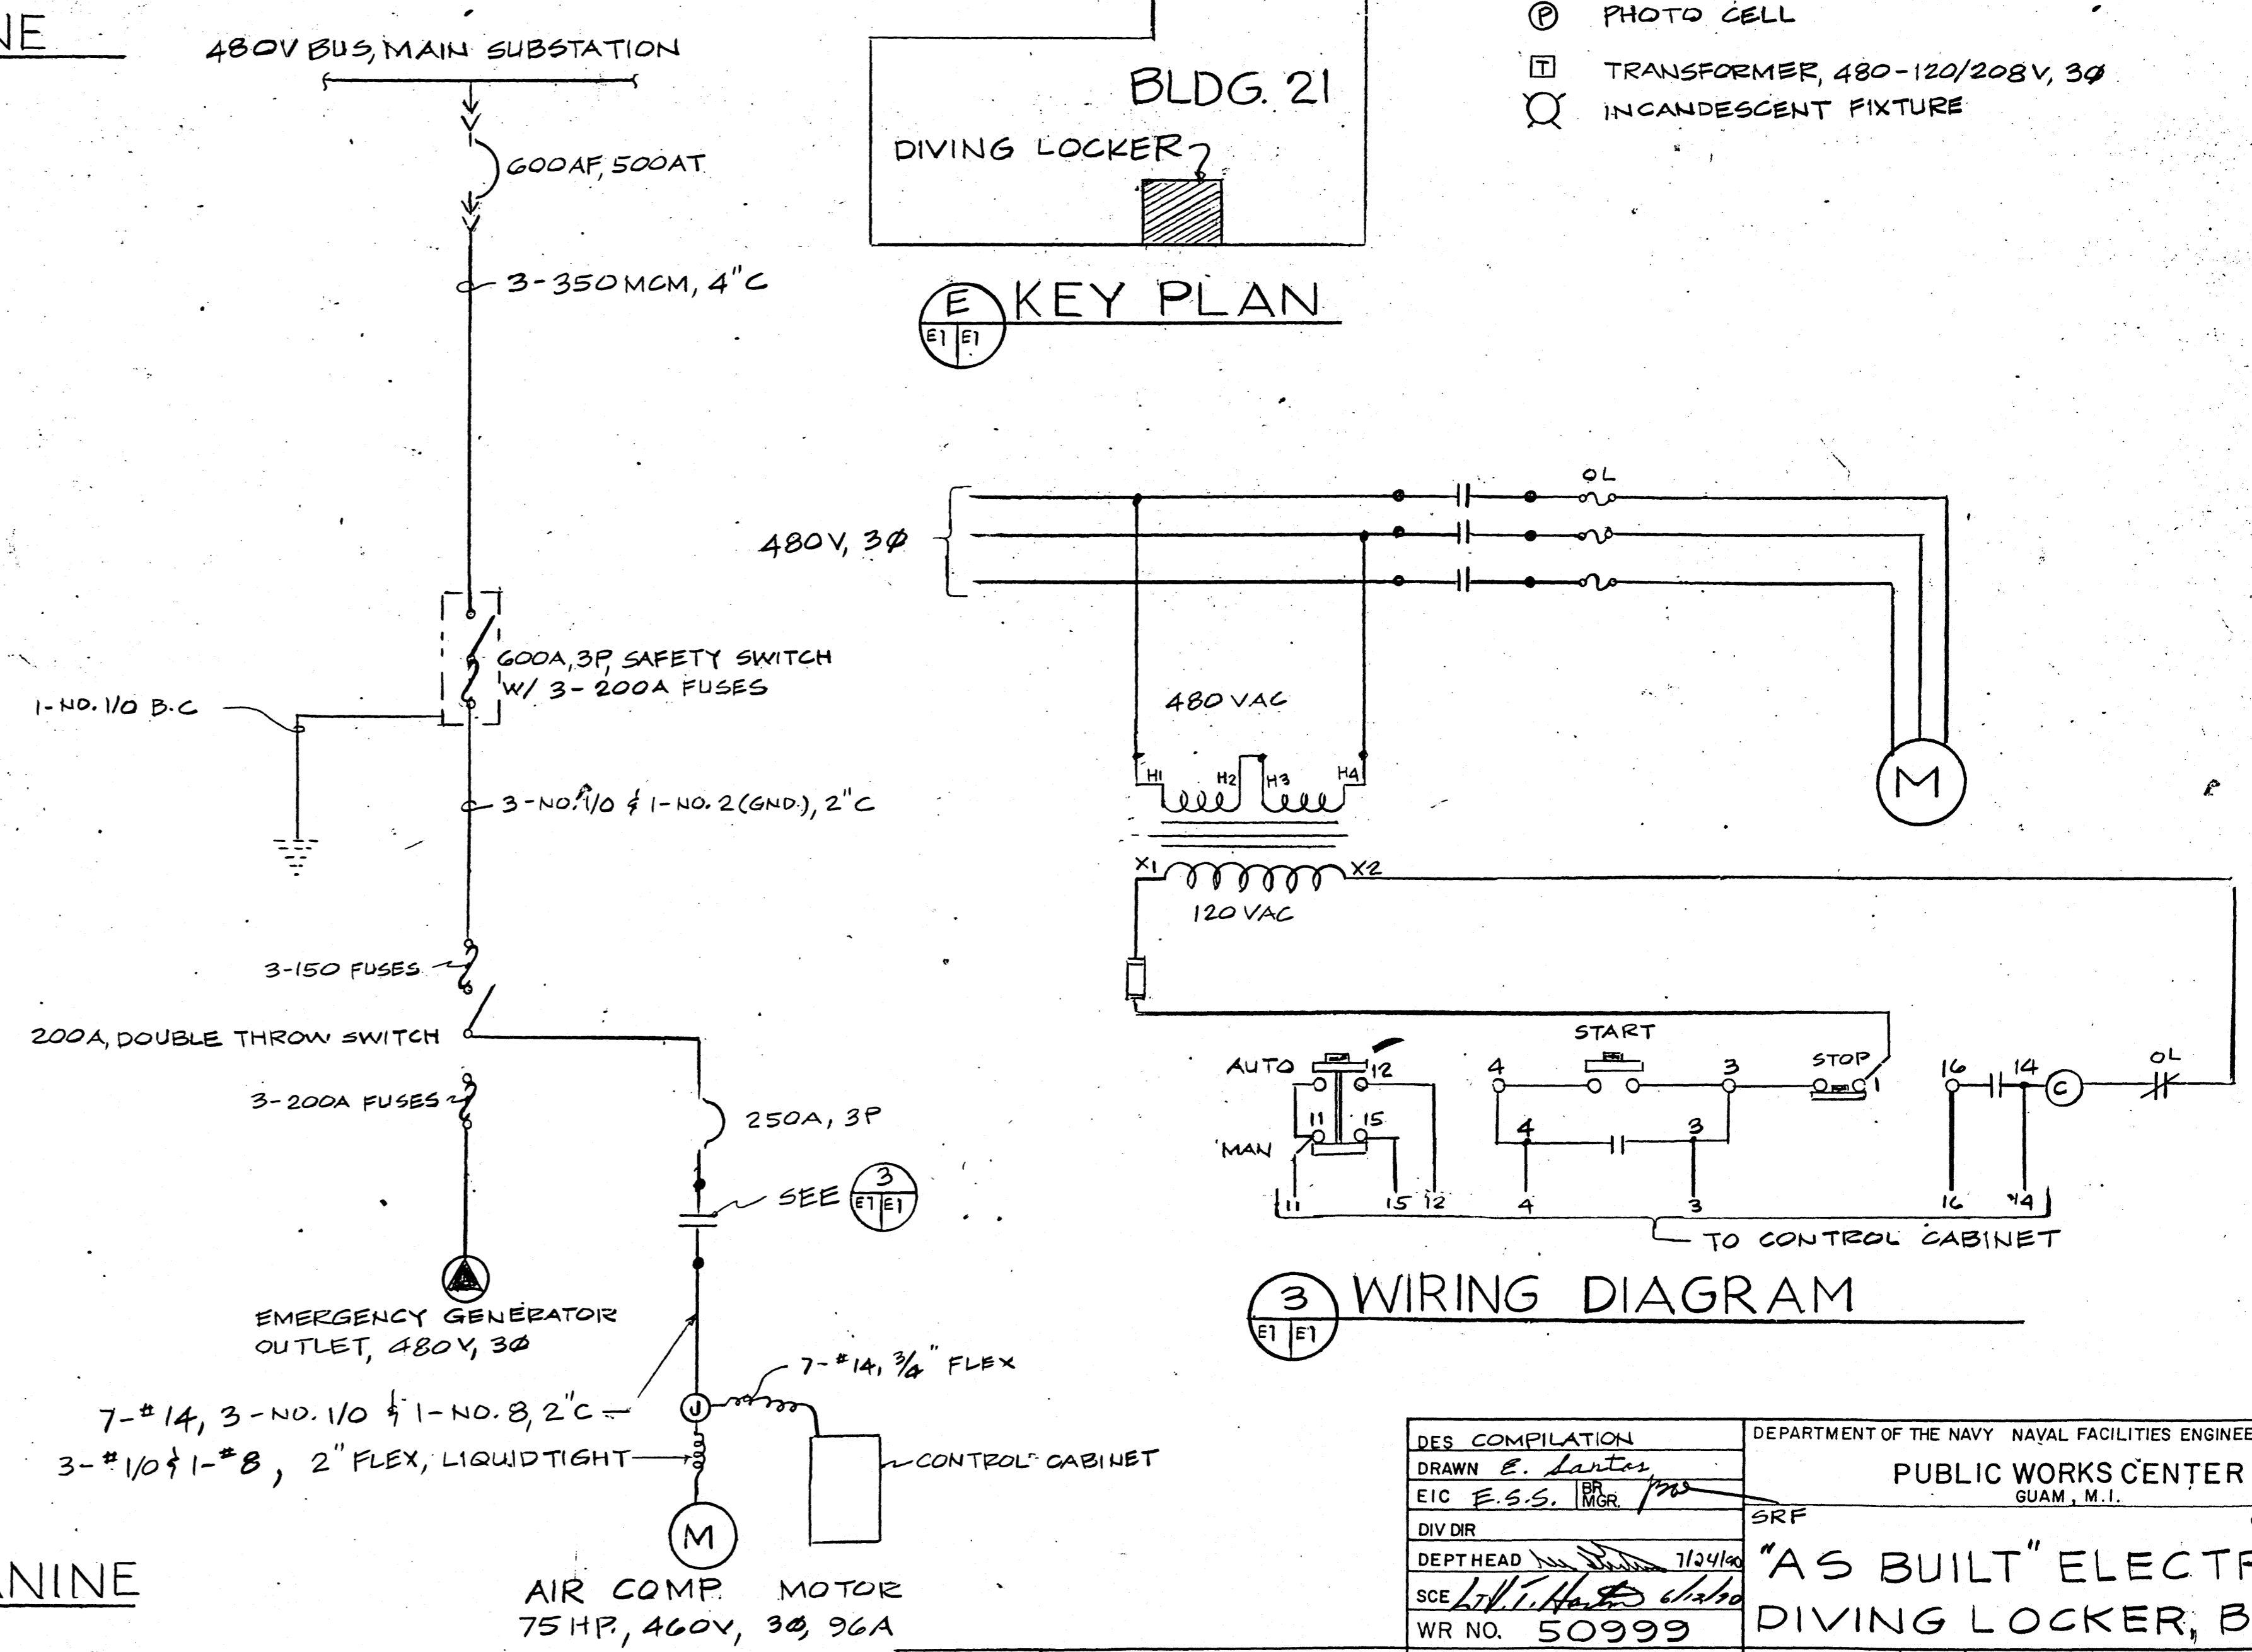 NE
480V BUS, MAIN SUBSTATION
600AF, 500AT
3-350 MCM, 4"C
600A, 3P, SAFETY SWITCH
W/ 3-200A FUSES
1-NO. 1/0 B.C
3-NO. 1/0 & 1-NO. 2 (GND.), 2"C
3-150 FUSES
200A, DOUBLE THROW SWITCH
3-200A FUSES
250A, 3P
SEE 3
E1 E1
EMERGENCY GENERATOR
OUTLET, 480V, 3Ø
7-#14, 3/4" FLEX
7-#14, 3-NO. 1/0 & 1-NO. 8, 2"C
J
3-#1/0 & 1-#8, 2" FLEX, LIQUIDTIGHT
CONTROL CABINET
M
AIR COMP. MOTOR
75 HP., 460V, 3Ø, 96A
ANINE
BLDG. 21
DIVING LOCKER
E KEY PLAN
E1 E1
P PHOTO CELL
T TRANSFORMER, 480-120/208V, 3Ø
INCANDESCENT FIXTURE
OL
480V, 3Ø
480 VAC
H1 H2 H3 H4
M
X1 X2
120 VAC
START
AUTO 12 4 3 STOP 1 16 14 C OL
11 15 4 3
MAN
11 15 12 4 3 16 14
TO CONTROL CABINET
3 WIRING DIAGRAM
E1 E1
DES COMPILATION
DRAWN E. Santos
EIC E.S.S. BR. MGR.
DIV DIR
DEPT HEAD 7/24/90
SCE 6/12/90
WR NO. 50999
DEPARTMENT OF THE NAVY NAVAL FACILITIES ENGINEE
PUBLIC WORKS CENTER
GUAM, M.I.
SRF
"AS BUILT" ELECTR
DIVING LOCKER, B